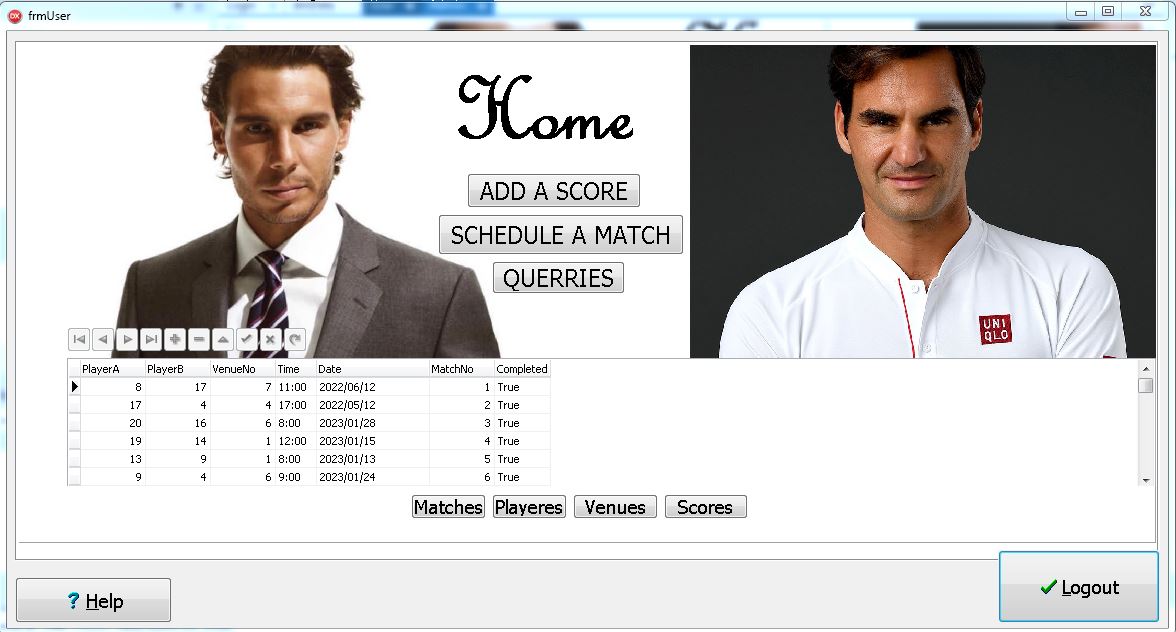 frmUser
Home
ADD A SCORE
SCHEDULE A MATCH
QUERRIES
UNI
QLO
PlayerA PlayerB VenueNo Time Date MatchNo Completed
8 17 7 11:00 2022/06/12 1 True
17 4 4 17:00 2022/05/12 2 True
20 16 6 8:00 2023/01/28 3 True
19 14 1 12:00 2023/01/15 4 True
13 9 1 8:00 2023/01/13 5 True
9 4 6 9:00 2023/01/24 6 True
Matches Playeres Venues Scores
? Help
Logout